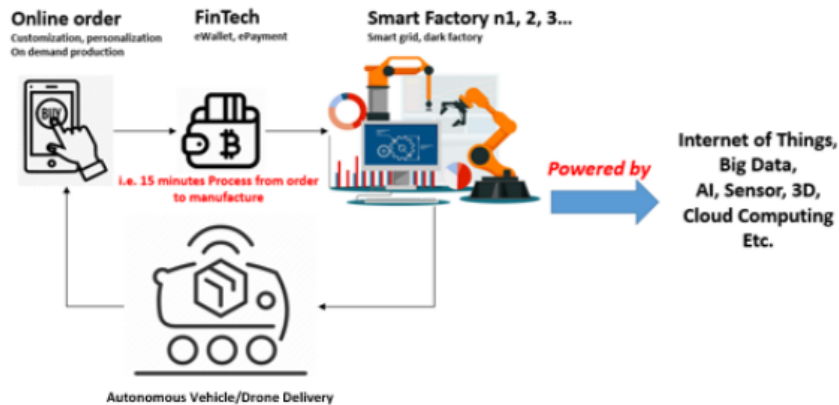 Online order
Customization, personalization
On demand production
FinTech
eWallet, ePayment
Smart Factory n1, 2, 3...
Smart grid, dark factory
BUY
i.e. 15 minutes Process from order
to manufacture
Powered by
Internet of Things,
Big Data,
AI, Sensor, 3D,
Cloud Computing
Etc.
Autonomous Vehicle/Drone Delivery